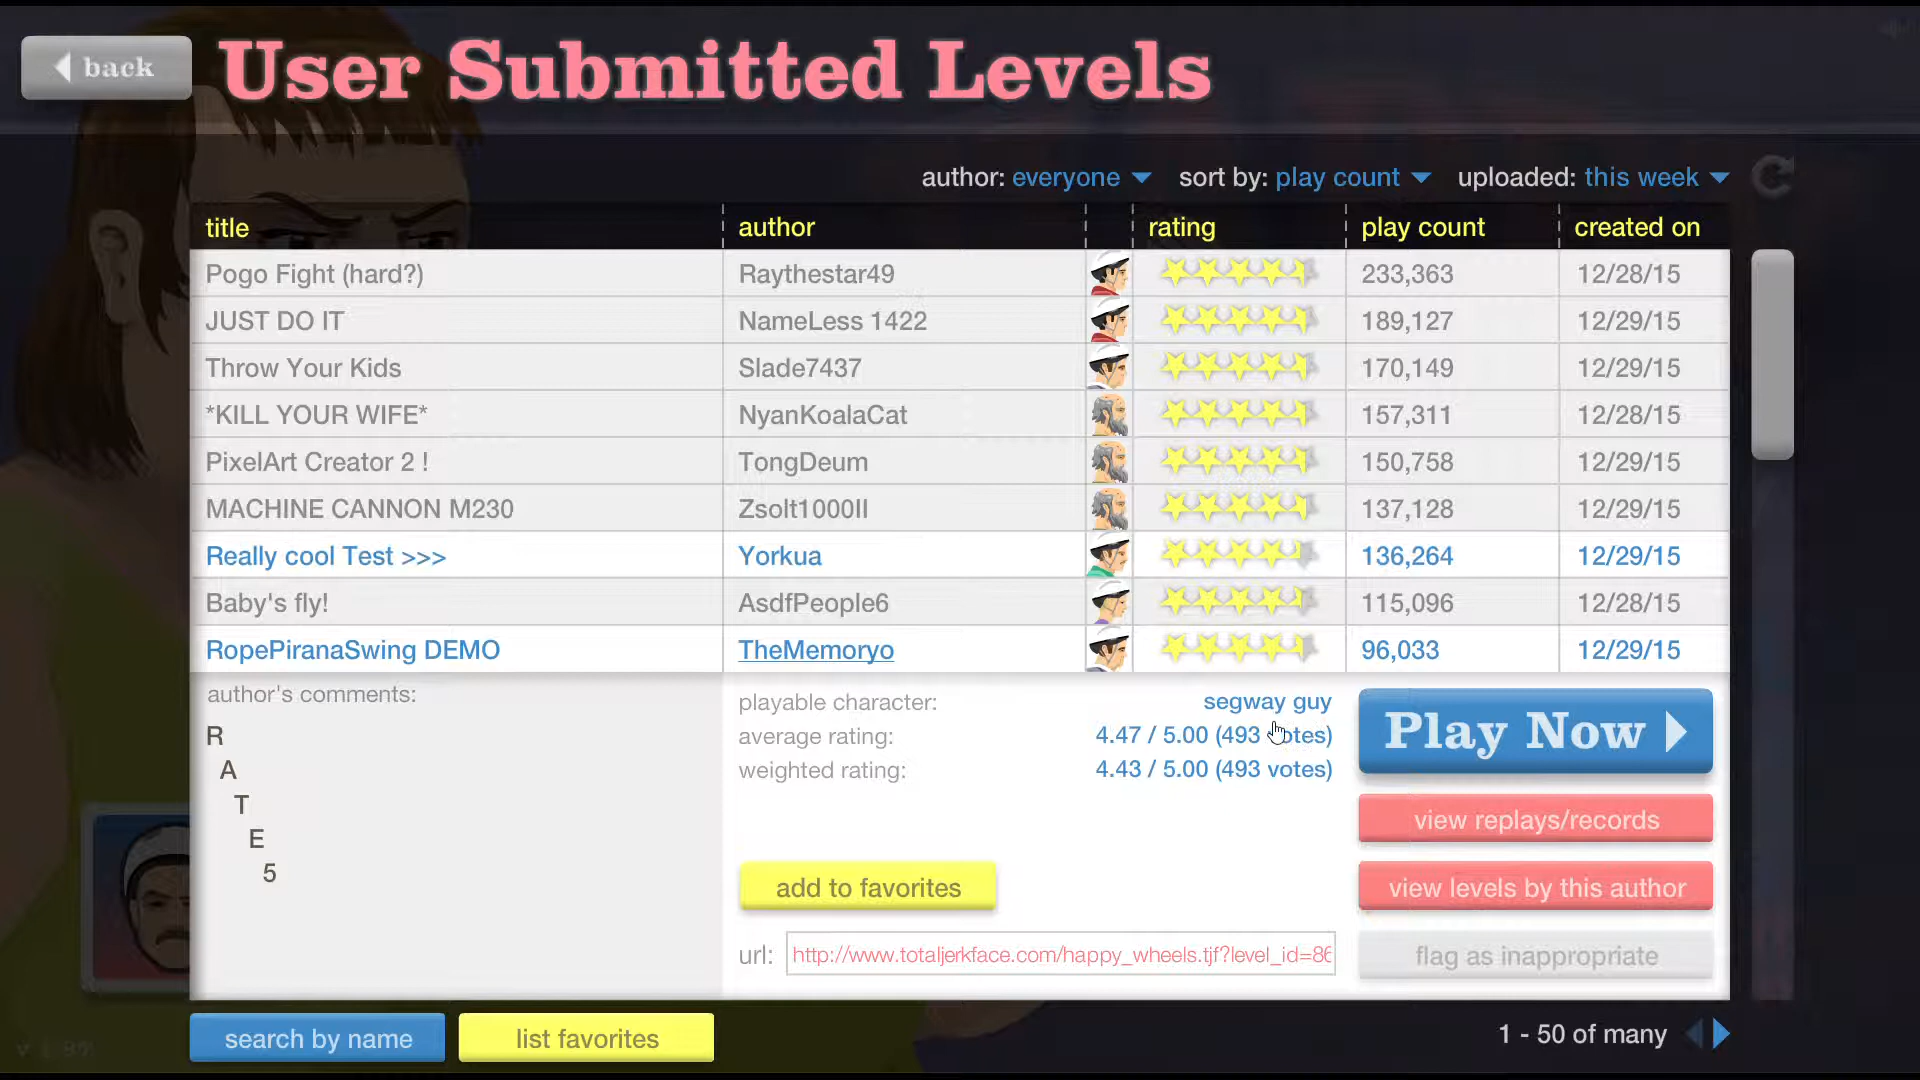 back
User Submitted Levels
author: everyone sort by: play count uploaded: this week
title author rating play count created on
Pogo Fight (hard?) Raythestar49 233,363 12/28/15
JUST DO IT NameLess 1422 189,127 12/29/15
Throw Your Kids Slade7437 170,149 12/29/15
*KILL YOUR WIFE* NyanKoalaCat 157,311 12/28/15
PixelArt Creator 2 ! TongDeum 150,758 12/29/15
MACHINE CANNON M230 Zsolt1000II 137,128 12/29/15
Really cool Test >>> Yorkua 136,264 12/29/15
Baby's fly! AsdfPeople6 115,096 12/28/15
RopePiranaSwing DEMO TheMemoryo 96,033 12/29/15
author's comments:
R
A
T
E
5
playable character: segway guy
average rating: 4.47 / 5.00 (493 votes)
weighted rating: 4.43 / 5.00 (493 votes)
add to favorites
url: http://www.totaljerkface.com/happy_wheels.tjf?level_id=86
Play Now
view replays/records
view levels by this author
flag as inappropriate
search by name
list favorites
1 - 50 of many